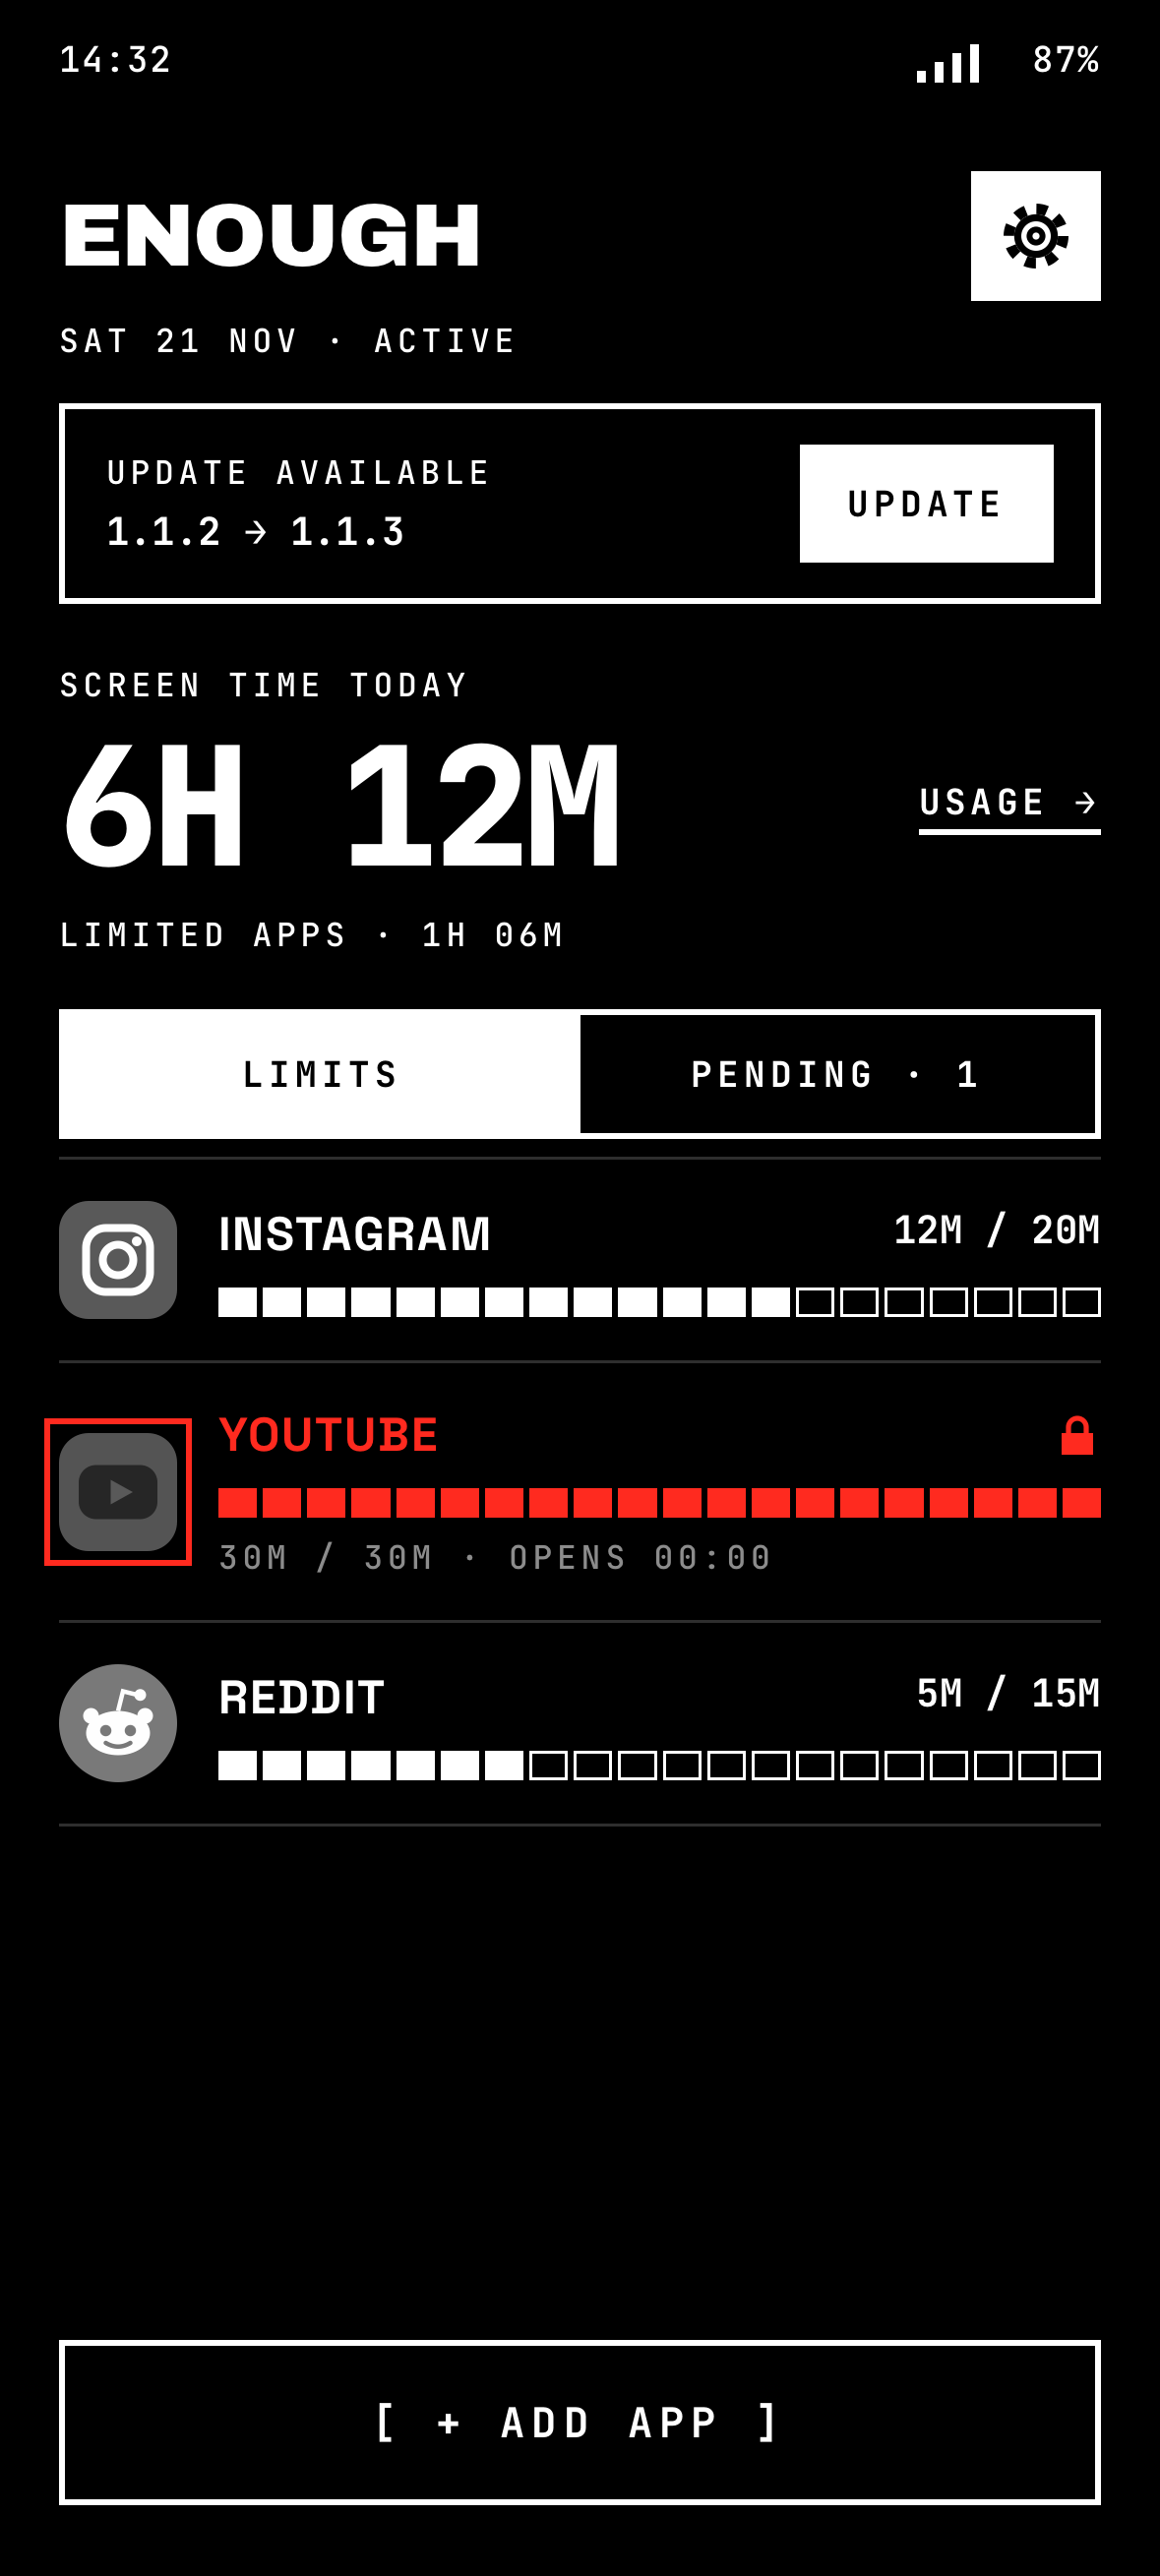 14:32 87%
ENOUGH
SAT 21 NOV · ACTIVE
UPDATE AVAILABLE
1.1.2 → 1.1.3
UPDATE
SCREEN TIME TODAY
6H 12M
USAGE →
LIMITED APPS · 1H 06M
LIMITS
PENDING · 1
INSTAGRAM 12M / 20M
YOUTUBE
30M / 30M · OPENS 00:00
REDDIT 5M / 15M
[ + ADD APP ]